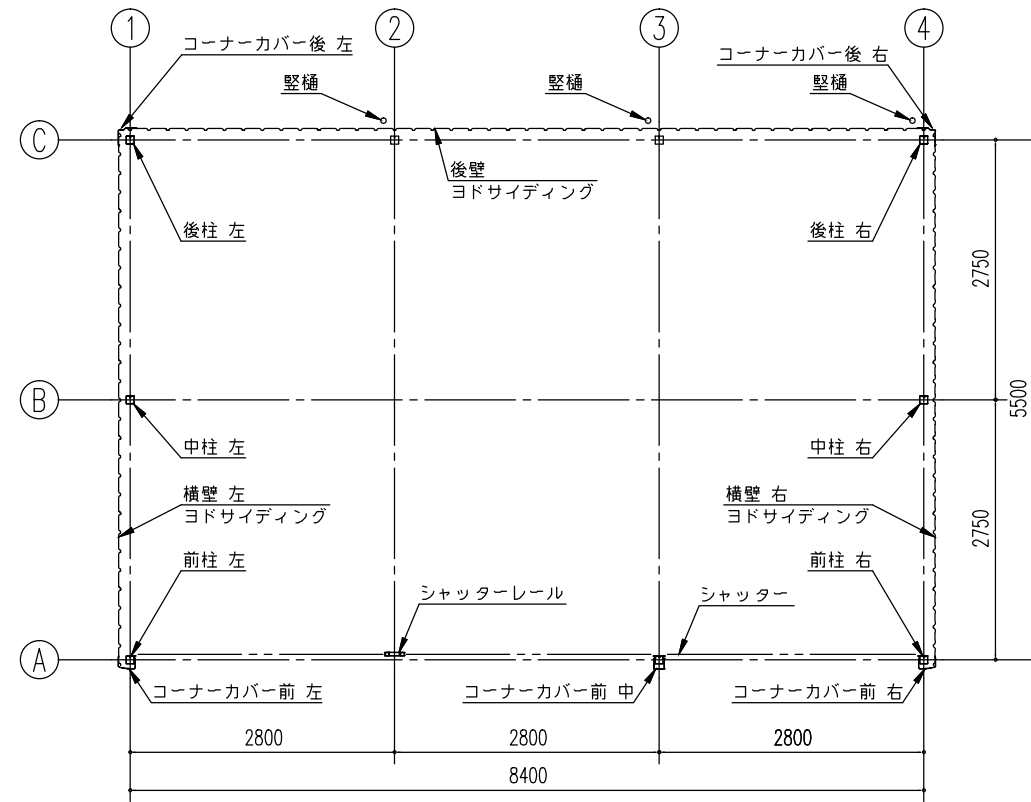 1
2
3
4
コーナーカバー後 左
コーナーカバー後 右
竪樋
竪樋
竪樋
C
後壁
ヨドサイディング
後柱 左
後柱 右
2750
B
5500
中柱 左
中柱 右
横壁 左
ヨドサイディング
横壁 右
ヨドサイディング
2750
前柱 左
前柱 右
シャッターレール
シャッター
A
コーナーカバー前 左
コーナーカバー前 中
コーナーカバー前 右
2800
2800
2800
8400